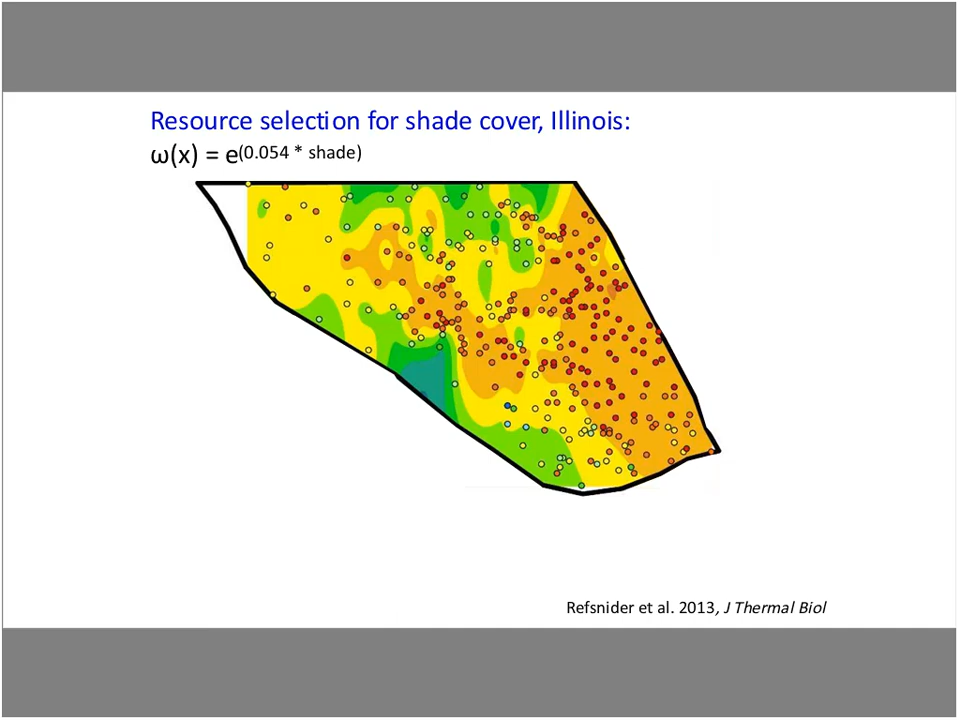 Resource selection for shade cover, Illinois:
ω(x) = e(0.054 * shade)
Refsnider et al. 2013, J Thermal Biol